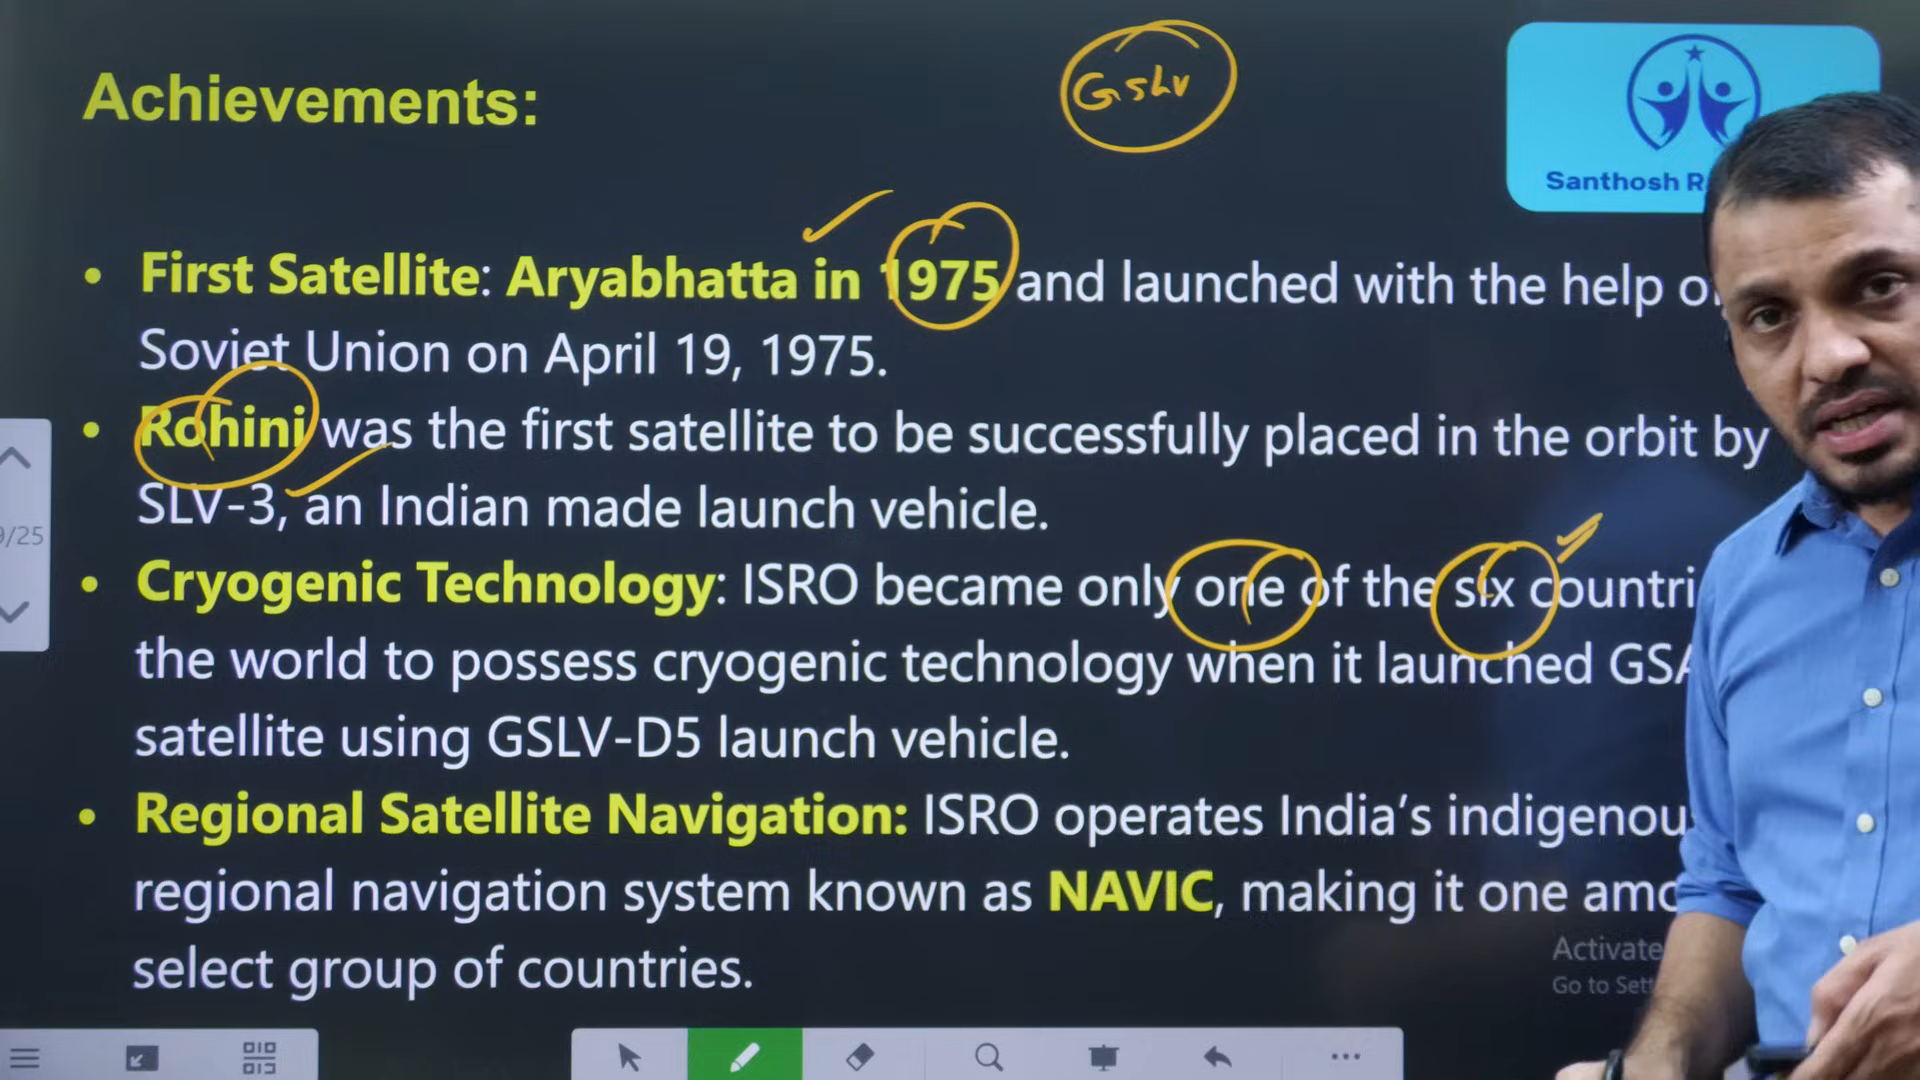 Achievements:
GSLV
Santhosh R
• First Satellite: Aryabhatta in 1975 and launched with the help
Soviet Union on April 19, 1975.
• Rohini was the first satellite to be successfully placed in the orbit by
SLV-3, an Indian made launch vehicle.
• Cryogenic Technology: ISRO became only one of the six countri
the world to possess cryogenic technology when it launched GSA
satellite using GSLV-D5 launch vehicle.
• Regional Satellite Navigation: ISRO operates India’s indigenou
regional navigation system known as NAVIC, making it one amo
select group of countries.
9/25
Activate
Go to Sett